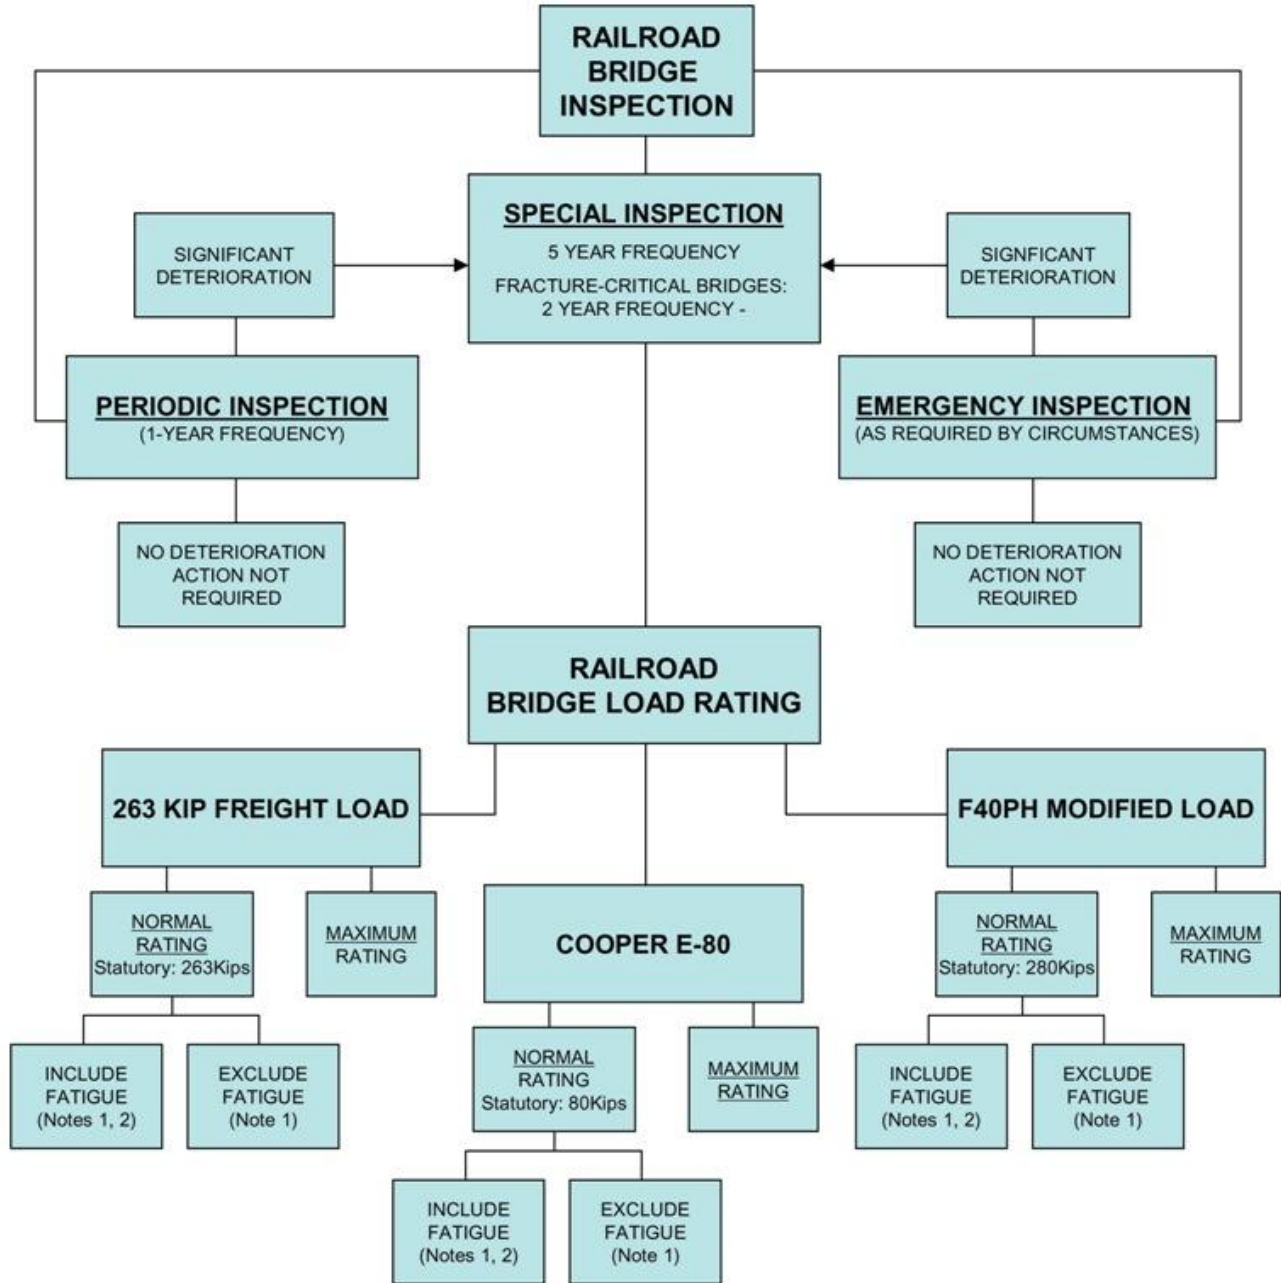 RAILROAD
BRIDGE
INSPECTION
SPECIAL INSPECTION
5 YEAR FREQUENCY
FRACTURE-CRITICAL BRIDGES:
2 YEAR FREQUENCY -
SIGNIFICANT
DETERIORATION
SIGNFICANT
DETERIORATION
PERIODIC INSPECTION
(1-YEAR FREQUENCY)
EMERGENCY INSPECTION
(AS REQUIRED BY CIRCUMSTANCES)
NO DETERIORATION
ACTION NOT
REQUIRED
NO DETERIORATION
ACTION NOT
REQUIRED
RAILROAD
BRIDGE LOAD RATING
263 KIP FREIGHT LOAD
F40PH MODIFIED LOAD
COOPER E-80
NORMAL
RATING
Statutory: 263Kips
MAXIMUM
RATING
NORMAL
RATING
Statutory: 280Kips
MAXIMUM
RATING
INCLUDE
FATIGUE
(Notes 1, 2)
EXCLUDE
FATIGUE
(Note 1)
NORMAL
RATING
Statutory: 80Kips
MAXIMUM
RATING
INCLUDE
FATIGUE
(Notes 1, 2)
EXCLUDE
FATIGUE
(Note 1)
INCLUDE
FATIGUE
(Notes 1, 2)
EXCLUDE
FATIGUE
(Note 1)